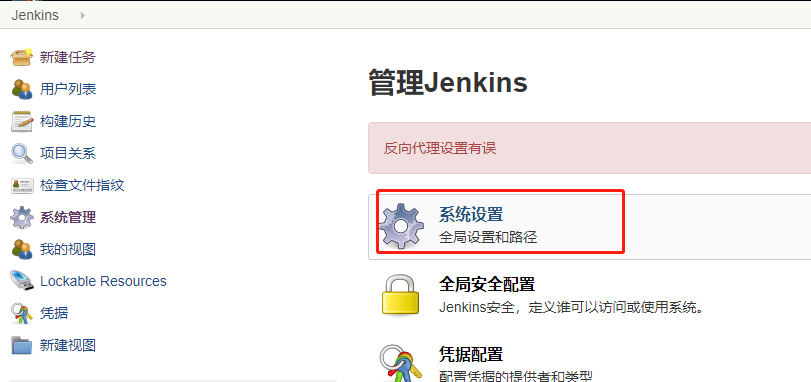 Jenkins
新建任务
用户列表
构建历史
项目关系
检查文件指纹
系统管理
我的视图
Lockable Resources
凭据
新建视图
管理Jenkins
反向代理设置有误
系统设置
全局设置和路径
全局安全配置
Jenkins安全，定义谁可以访问或使用系统。
凭据配置
配置凭据的提供者和类型